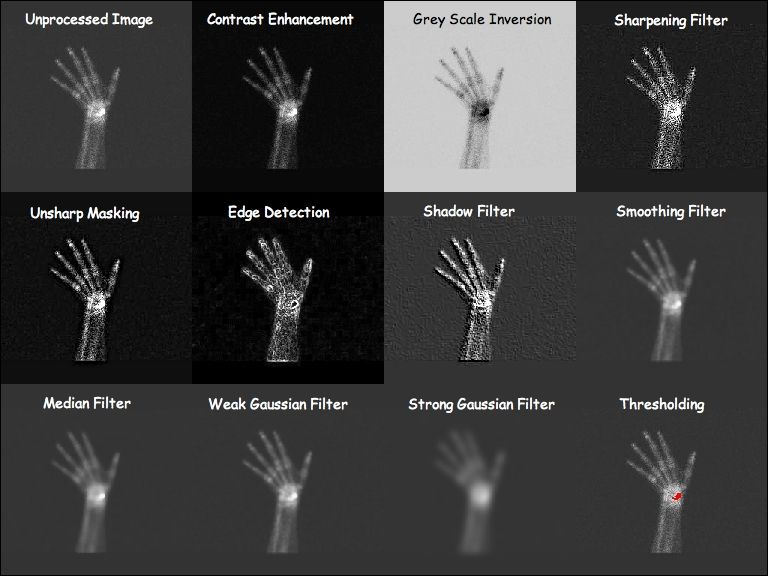 Unprocessed Image
Contrast Enhancement
Grey Scale Inversion
Sharpening Filter
Unsharp Masking
Edge Detection
Shadow Filter
Smoothing Filter
Median Filter
Weak Gaussian Filter
Strong Gaussian Filter
Thresholding